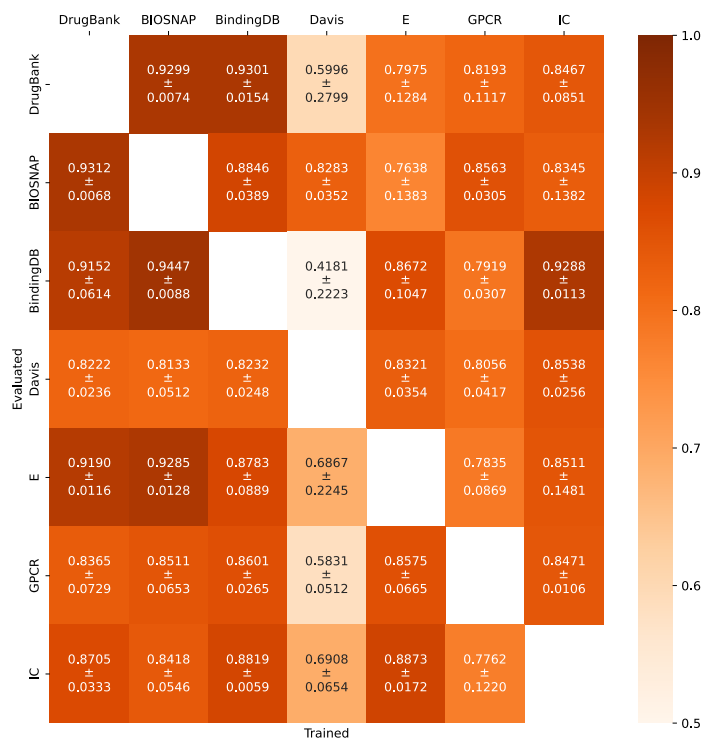 DrugBank BIOSNAP BindingDB Davis E GPCR IC
DrugBank
0.9299 0.9301 0.5996 0.7975 0.8193 0.8467
± ± ± ± ± ±
0.0074 0.0154 0.2799 0.1284 0.1117 0.0851
BIOSNAP
0.9312 0.8846 0.8283 0.7638 0.8563 0.8345
± ± ± ± ± ±
0.0068 0.0389 0.0352 0.1383 0.0305 0.1382
BindingDB
0.9152 0.9447 0.4181 0.8672 0.7919 0.9288
± ± ± ± ± ±
0.0614 0.0088 0.2223 0.1047 0.0307 0.0113
Evaluated
Davis
0.8222 0.8133 0.8232 0.8321 0.8056 0.8538
± ± ± ± ± ±
0.0236 0.0512 0.0248 0.0354 0.0417 0.0256
E
0.9190 0.9285 0.8783 0.6867 0.7835 0.8511
± ± ± ± ± ±
0.0116 0.0128 0.0889 0.2245 0.0869 0.1481
GPCR
0.8365 0.8511 0.8601 0.5831 0.8575 0.8471
± ± ± ± ± ±
0.0729 0.0653 0.0265 0.0512 0.0665 0.0106
IC
0.8705 0.8418 0.8819 0.6908 0.8873 0.7762
± ± ± ± ± ±
0.0333 0.0546 0.0059 0.0654 0.0172 0.1220
Trained
1.0
0.9
0.8
0.7
0.6
0.5